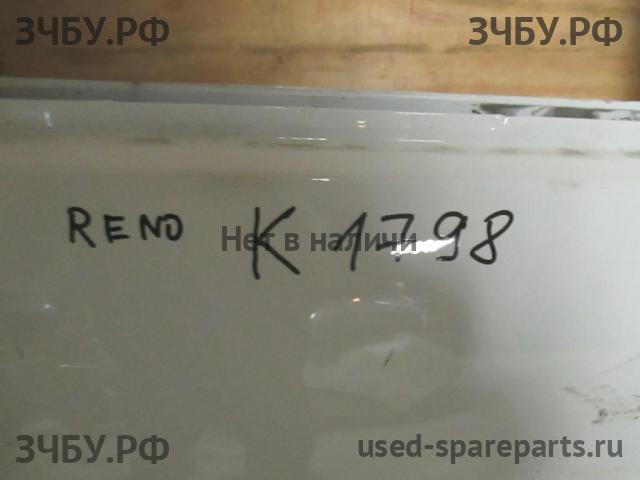 ЗЧБУ.РФ ЗЧБУ.РФ
RENO K 1798
Нет в наличи
ЗЧБУ.РФ used-spareparts.ru